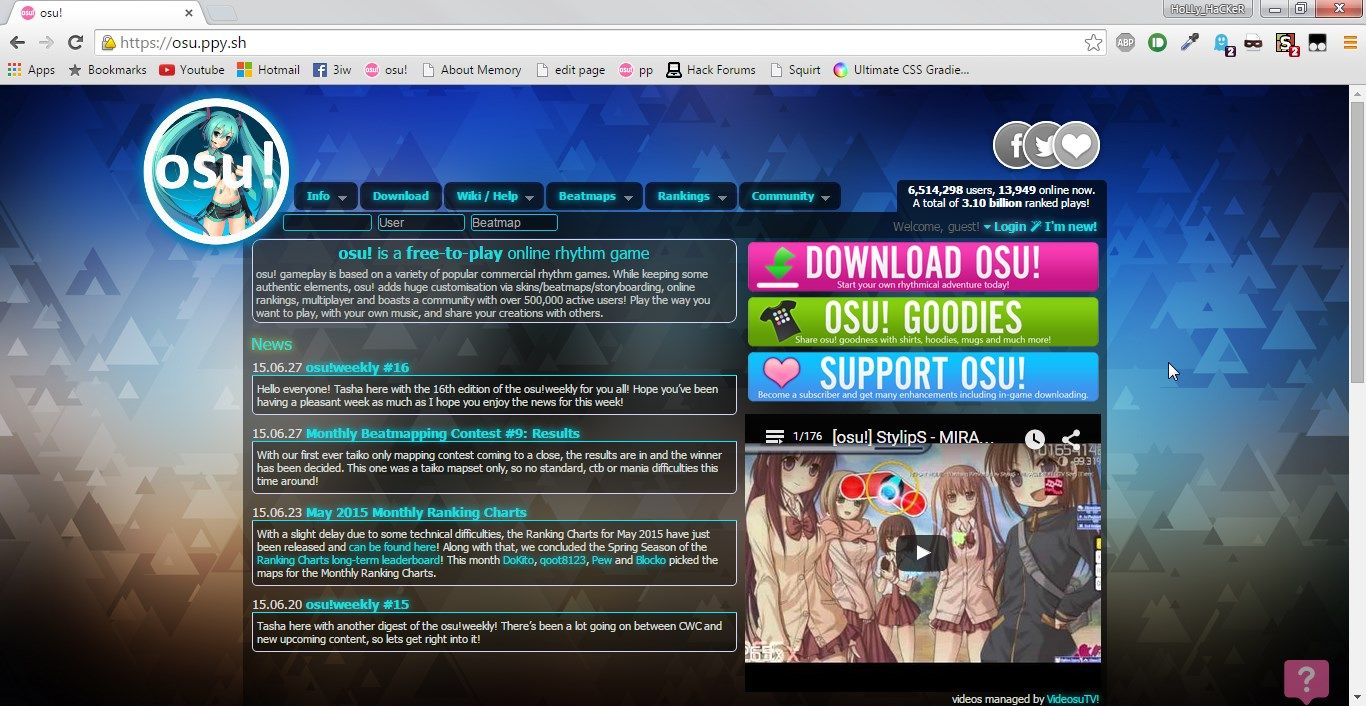 osu!
HoLLy_HaCKeR
https://osu.ppy.sh
ABP
2
S
2
Apps
Bookmarks
Youtube
Hotmail
3iw
osu!
About Memory
edit page
pp
Hack Forums
Squirt
Ultimate CSS Gradie...
osu!
Info
Download
Wiki / Help
Beatmaps
Rankings
Community
6,514,298 users, 13,949 online now.
A total of 3.10 billion ranked plays!
User
Beatmap
Welcome, guest! Login I'm new!
osu! is a free-to-play online rhythm game
osu! gameplay is based on a variety of popular commercial rhythm games. While keeping some
authentic elements, osu! adds huge customisation via skins/beatmaps/storyboarding, online
rankings, multiplayer and boasts a community with over 500,000 active users! Play the way you
want to play, with your own music, and share your creations with others.
News
15.06.27 osu!weekly #16
Hello everyone! Tasha here with the 16th edition of the osu!weekly for you all! Hope you've been
having a pleasant week as much as I hope you enjoy the news for this week!
15.06.27 Monthly Beatmapping Contest #9: Results
With our first ever taiko only mapping contest coming to a close, the results are in and the winner
has been decided. This one was a taiko mapset only, so no standard, ctb or mania difficulties this
time around!
15.06.23 May 2015 Monthly Ranking Charts
With a slight delay due to some technical difficulties, the Ranking Charts for May 2015 have just
been released and can be found here! Along with that, we concluded the Spring Season of the
Ranking Charts long-term leaderboard! This month DoKito, qoot8123, Pew and Blocko picked the
maps for the Monthly Ranking Charts.
15.06.20 osu!weekly #15
Tasha here with another digest of the osu!weekly! There's been a lot going on between CWC and
new upcoming content, so lets get right into it!
DOWNLOAD OSU!
Start your own rhythmical adventure today!
OSU! GOODIES
Share osu! goodness with shirts, hoodies, mugs and much more!
SUPPORT OSU!
Become a subscriber and get many enhancements including in-game downloading.
1/176 [osu!] StylipS - MIRA...
videos managed by VideosuTV!
?